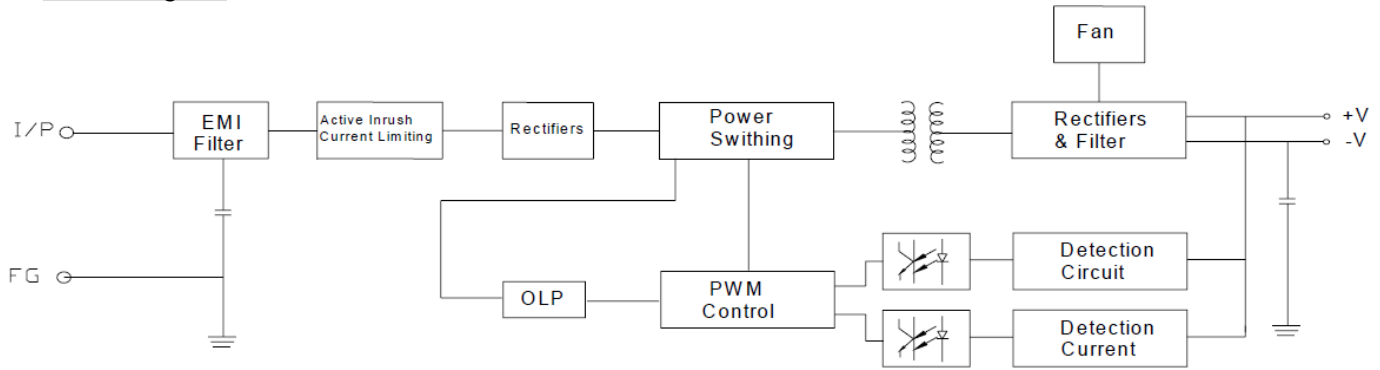 Fan
I/P
EMI
Filter
Active Inrush
Current Limiting
Rectifiers
Power
Swithing
Rectifiers
& Filter
+V
-V
FG
OLP
PWM
Control
Detection
Circuit
Detection
Current